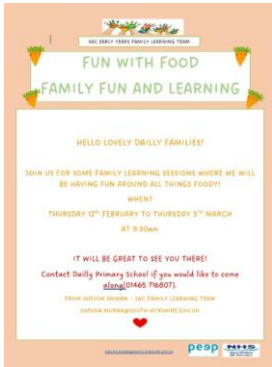 SAC EARLY YEARS FAMILY LEARNING TEAM
FUN WITH FOOD
FAMILY FUN AND LEARNING
HELLO LOVELY DAILLY FAMILIES!
JOIN US FOR SOME FAMILY LEARNING SESSIONS WHERE WE WILL
BE HAVING FUN AROUND ALL THINGS FOODY!
WHEN?
THURSDAY 12TH FEBRUARY TO THURSDAY 5TH MARCH
AT 9.30am
IT WILL BE GREAT TO SEE YOU THERE!
Contact Dailly Primary School if you would like to come
along(01465 716807).
FROM SHEVON MORAN - SAC FAMILY LEARNING TEAM
peep
NHS